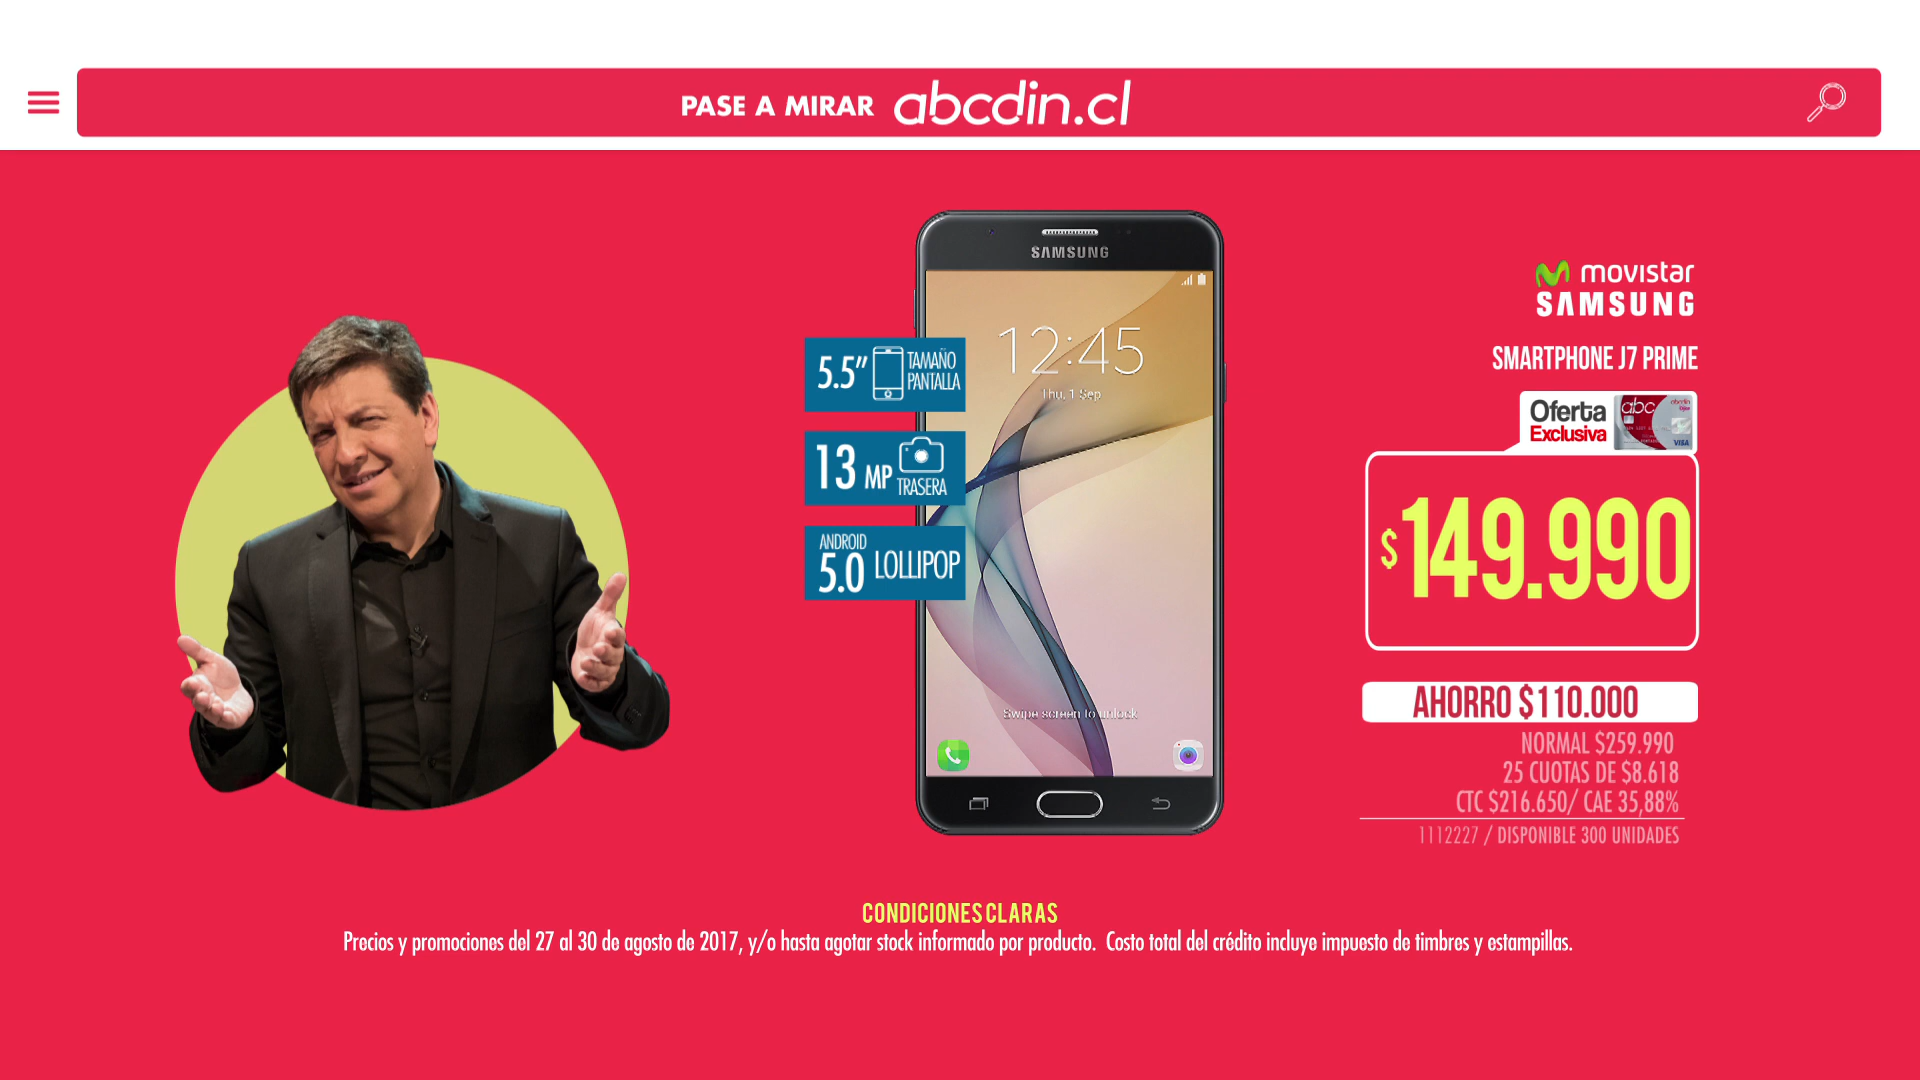 PASE A MIRAR abcdin.cl
SAMSUNG
12:45
Thu, 1 Sep
5.5” TAMAÑO PANTALLA
13 MP TRASERA
ANDROID 5.0 LOLLIPOP
Swipe screen to unlock
movistar
SAMSUNG
SMARTPHONE J7 PRIME
Oferta
Exclusiva
abc
abcdin
VISA
$149.990
AHORRO $110.000
NORMAL $259.990
25 CUOTAS DE $8.618
CTC $216.650/ CAE 35,88%
1112227 / DISPONIBLE 300 UNIDADES
CONDICIONES CLARAS
Precios y promociones del 27 al 30 de agosto de 2017, y/o hasta agotar stock informado por producto. Costo total del crédito incluye impuesto de timbres y estampillas.